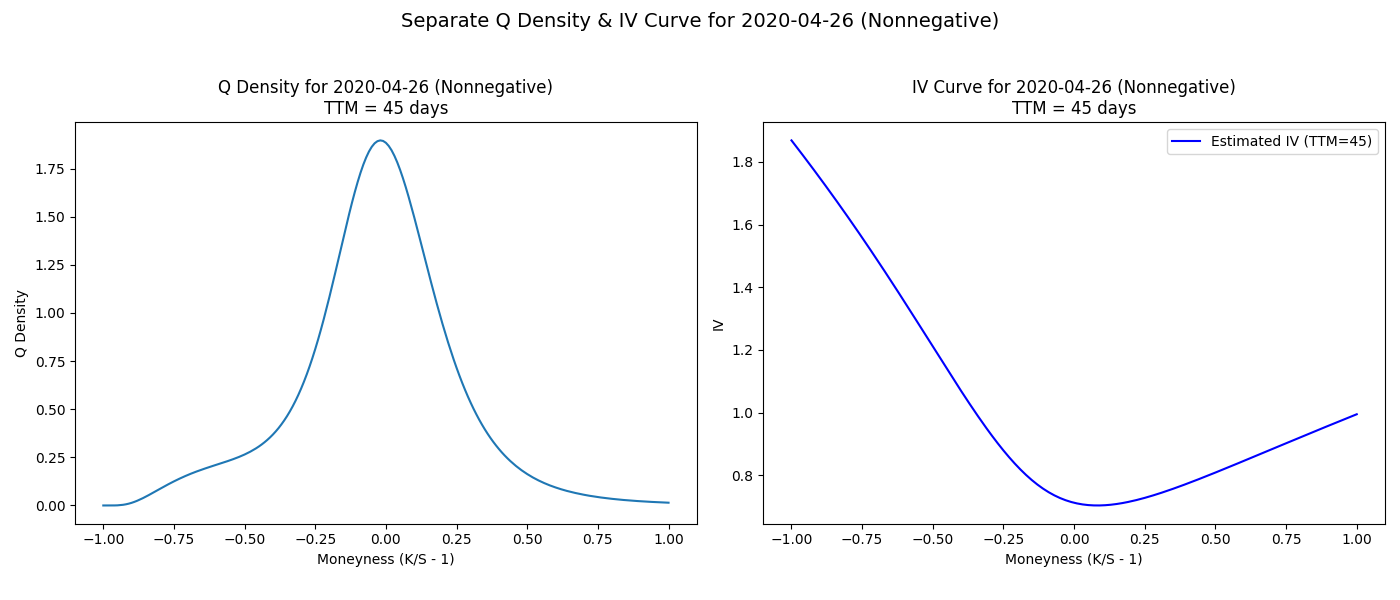 Separate Q Density & IV Curve for 2020-04-26 (Nonnegative)
Q Density for 2020-04-26 (Nonnegative)
TTM = 45 days
Q Density
1.75
1.50
1.25
1.00
0.75
0.50
0.25
0.00
−1.00 −0.75 −0.50 −0.25 0.00 0.25 0.50 0.75 1.00
Moneyness (K/S - 1)
IV Curve for 2020-04-26 (Nonnegative)
TTM = 45 days
Estimated IV (TTM=45)
IV
1.8
1.6
1.4
1.2
1.0
0.8
−1.00 −0.75 −0.50 −0.25 0.00 0.25 0.50 0.75 1.00
Moneyness (K/S - 1)